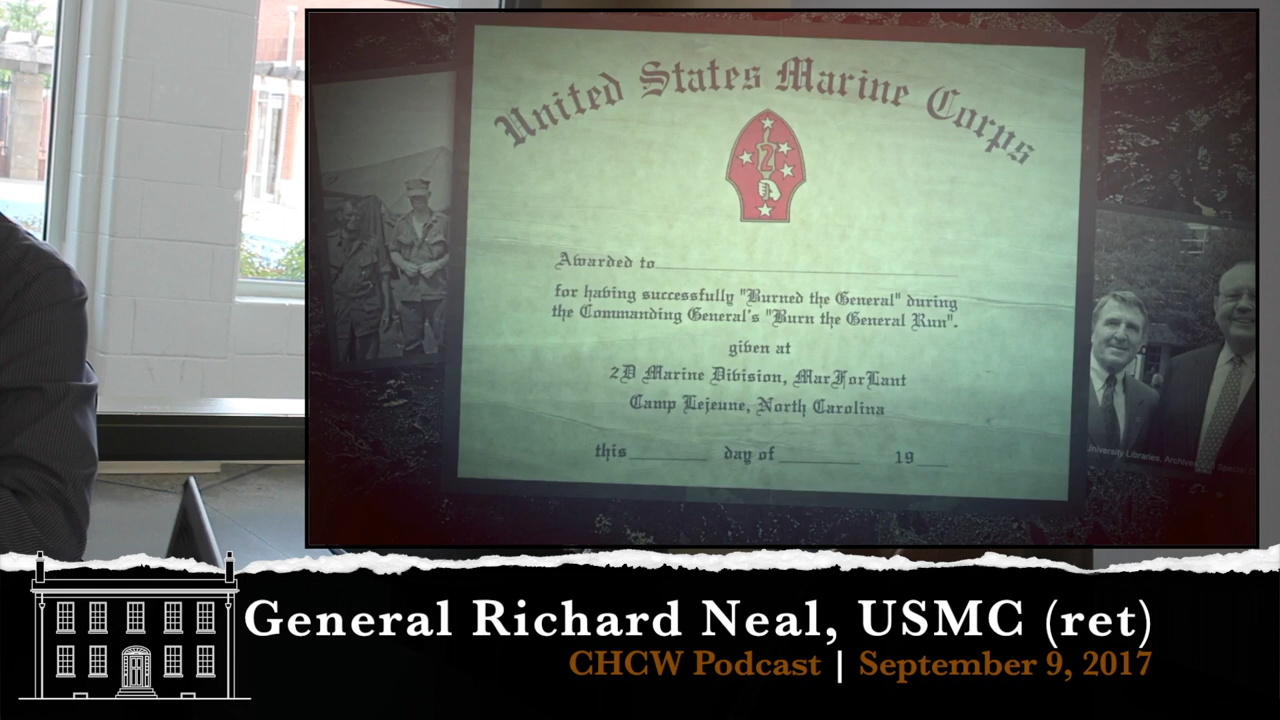 United States Marine Corps
2
Awarded to
for having successfully "Burned the General" during
the Commanding General's "Burn the General Run".
given at
2D Marine Division, MarForLant
Camp Lejeune, North Carolina
this day of 19
University Libraries, Archives Special
General Richard Neal, USMC (ret)
CHCW Podcast | September 9, 2017